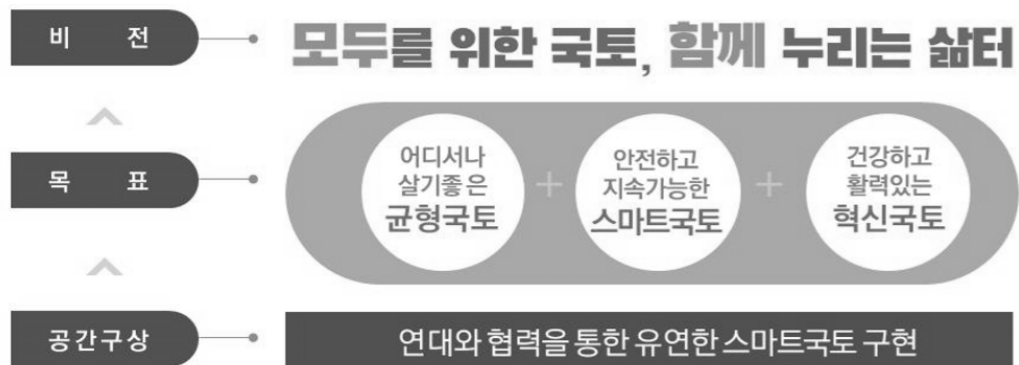 비 전
모두를 위한 국토, 함께 누리는 삶터
목 표
어디서나
살기좋은
균형국토
+
안전하고
지속가능한
스마트국토
+
건강하고
활력있는
혁신국토
공간구상
연대와 협력을 통한 유연한 스마트국토 구현